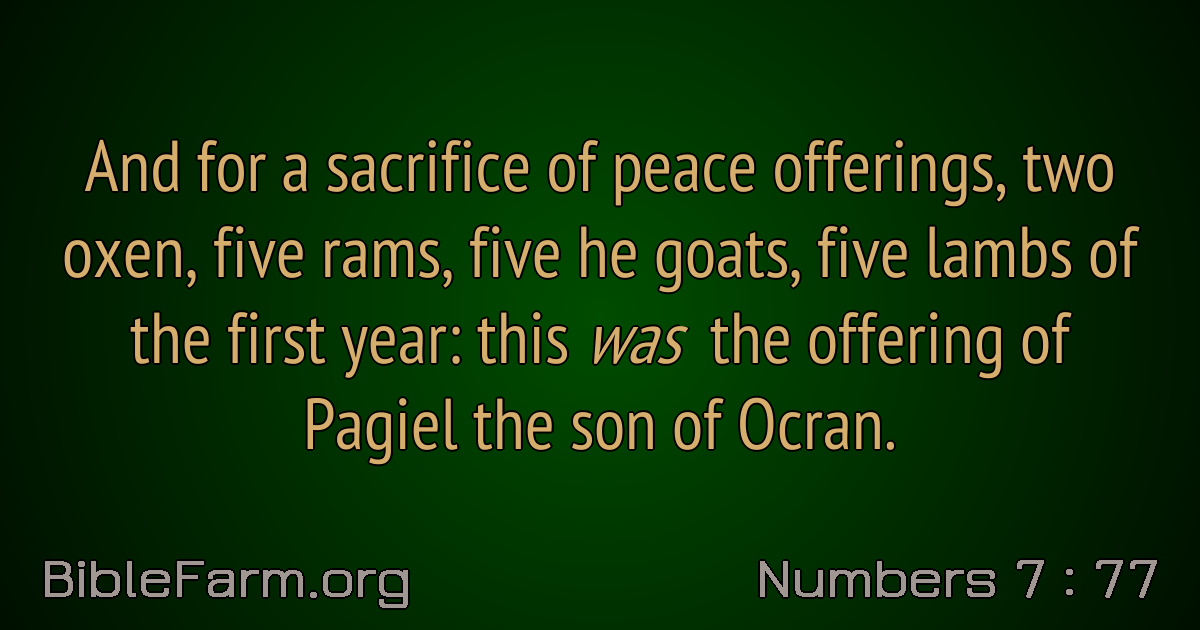 And for a sacrifice of peace offerings, two
oxen, five rams, five he goats, five lambs of
the first year: this was the offering of
Pagiel the son of Ocran.
BibleFarm.org
Numbers 7 : 77